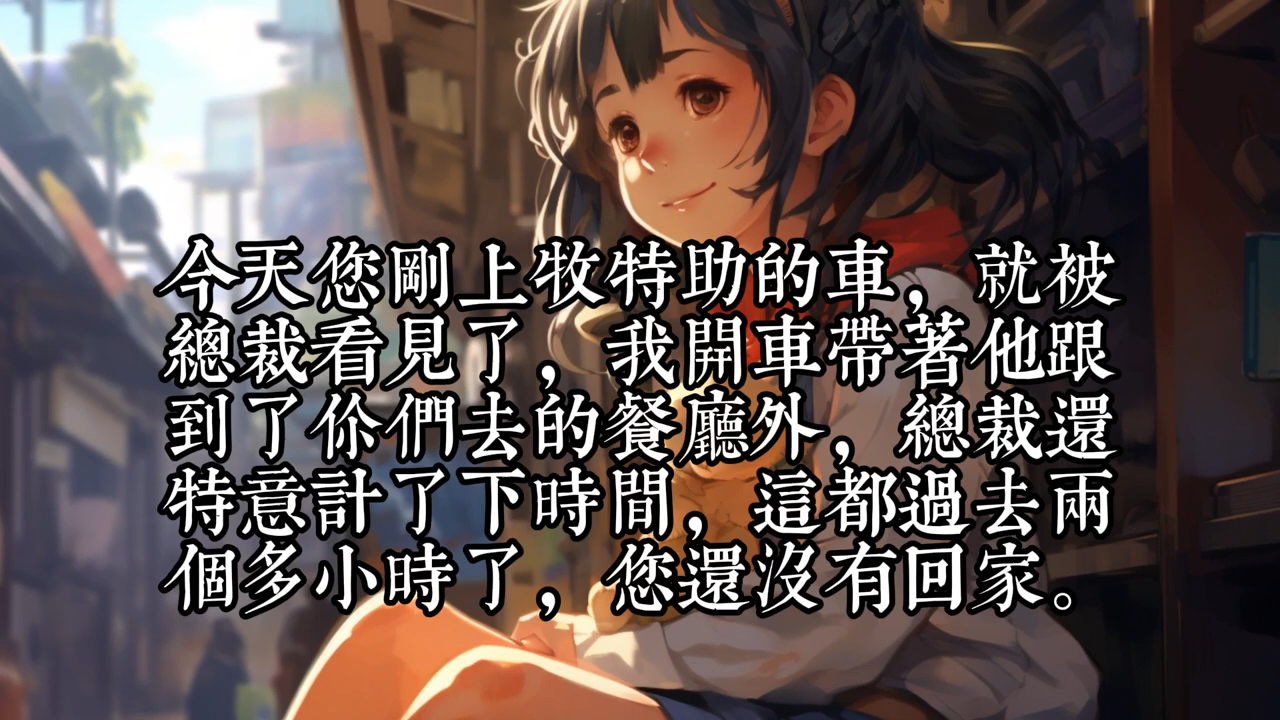 今天您剛上牧特助的車，就被
總裁看見了，我開車帶著他跟
到了你們去的餐廳外，總裁還
特意計了下時間，這都過去兩
個多小時了，您還沒有回家。